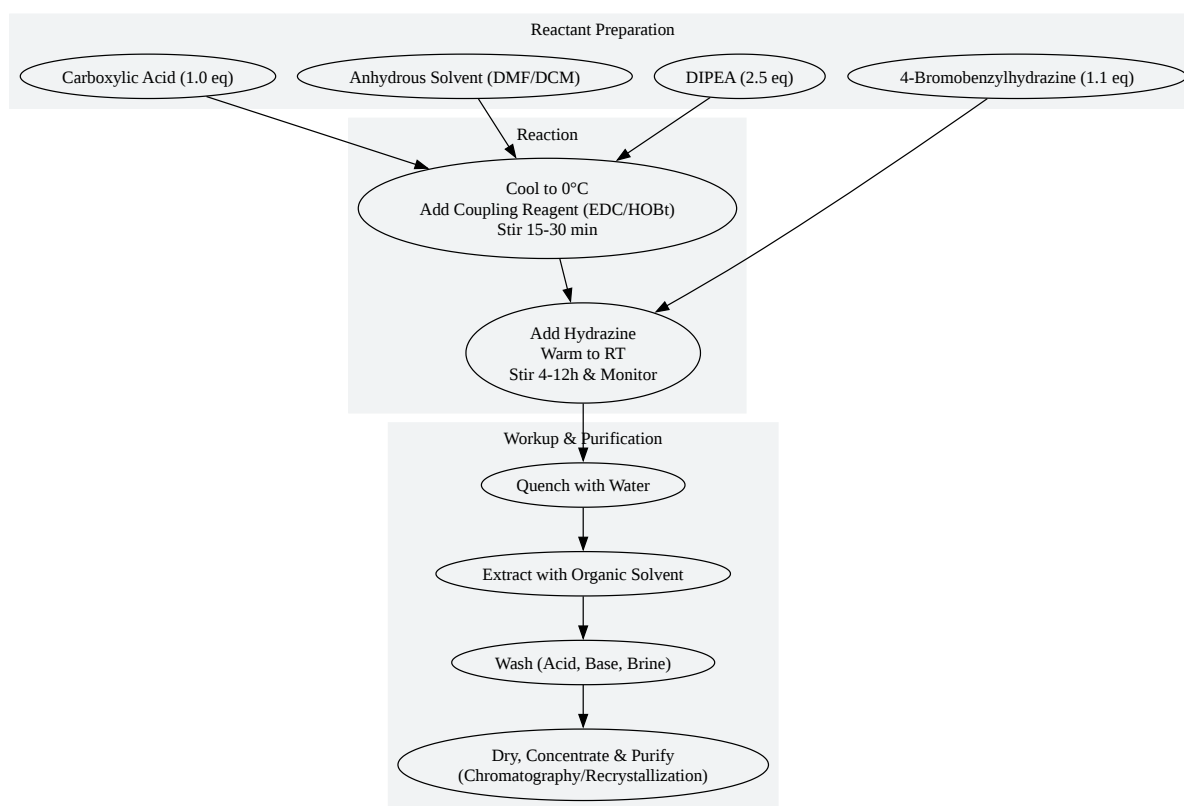 Reactant Preparation
Carboxylic Acid (1.0 eq)
Anhydrous Solvent (DMF/DCM)
DIPEA (2.5 eq)
4-Bromobenzylhydrazine (1.1 eq)
Reaction
Cool to 0°C
Add Coupling Reagent (EDC/HOBt)
Stir 15-30 min
Add Hydrazine
Warm to RT
Stir 4-12h & Monitor
Workup & Purification
Quench with Water
Extract with Organic Solvent
Wash (Acid, Base, Brine)
Dry, Concentrate & Purify
(Chromatography/Recrystallization)